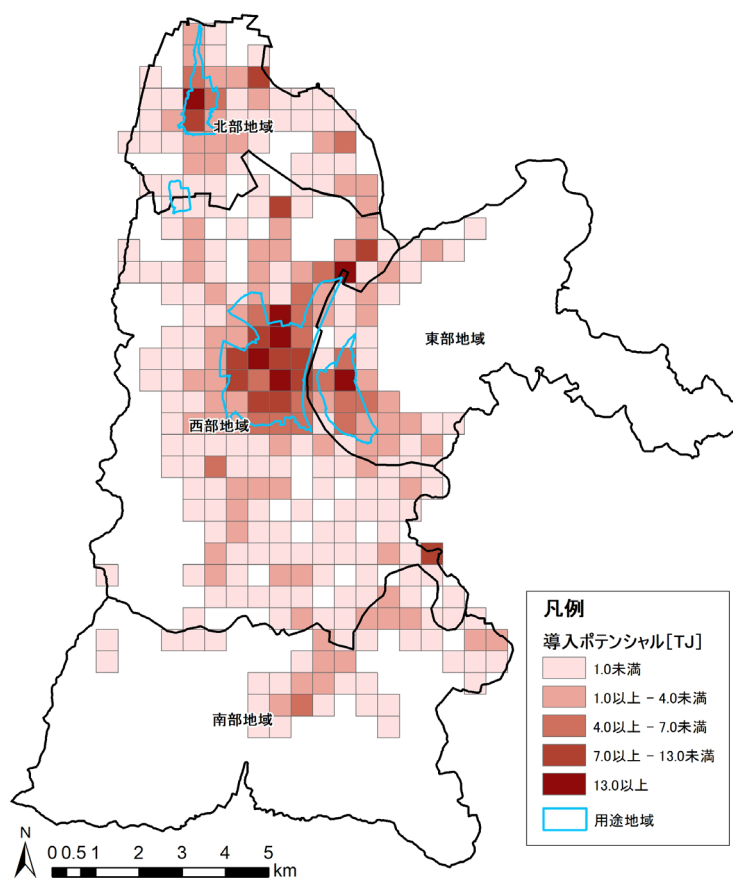 北部地域
東部地域
西部地域
南部地域
凡例
導入ポテンシャル[TJ]
1.0未満
1.0以上 - 4.0未満
4.0以上 - 7.0未満
7.0以上 - 13.0未満
13.0以上
用途地域
N
0 0.5 1 2 3 4 5
km